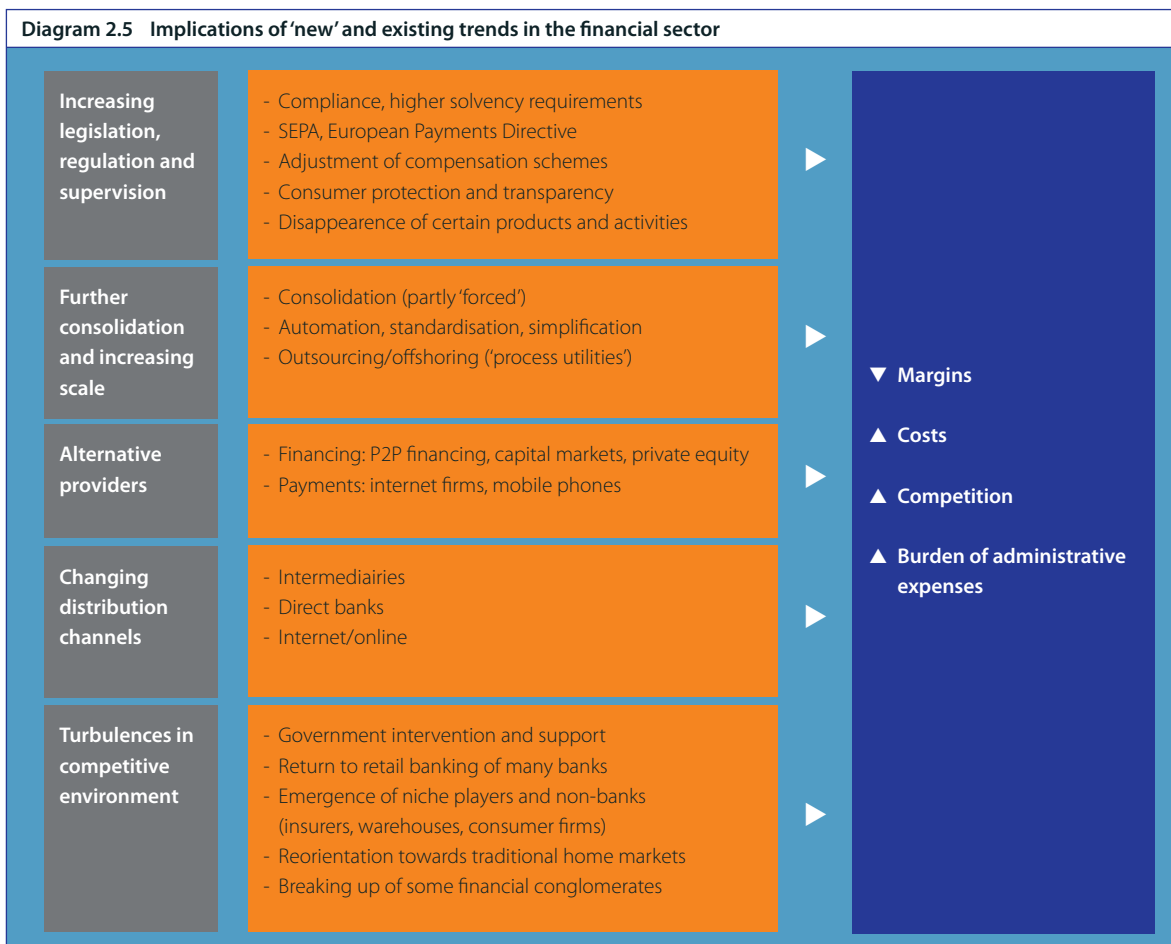 Diagram 2.5 Implications of ‘new’ and existing trends in the financial sector
Increasing
legislation,
regulation and
supervision
- Compliance, higher solvency requirements
- SEPA, European Payments Directive
- Adjustment of compensation schemes
- Consumer protection and transparency
- Disappearence of certain products and activities
Further
consolidation
and increasing
scale
- Consolidation (partly ‘forced’)
- Automation, standardisation, simplification
- Outsourcing/offshoring (‘process utilities’)
Alternative
providers
- Financing: P2P financing, capital markets, private equity
- Payments: internet firms, mobile phones
Changing
distribution
channels
- Intermediairies
- Direct banks
- Internet/online
Turbulences in
competitive
environment
- Government intervention and support
- Return to retail banking of many banks
- Emergence of niche players and non-banks
(insurers, warehouses, consumer firms)
- Reorientation towards traditional home markets
- Breaking up of some financial conglomerates
▼ Margins
▲ Costs
▲ Competition
▲ Burden of administrative
expenses